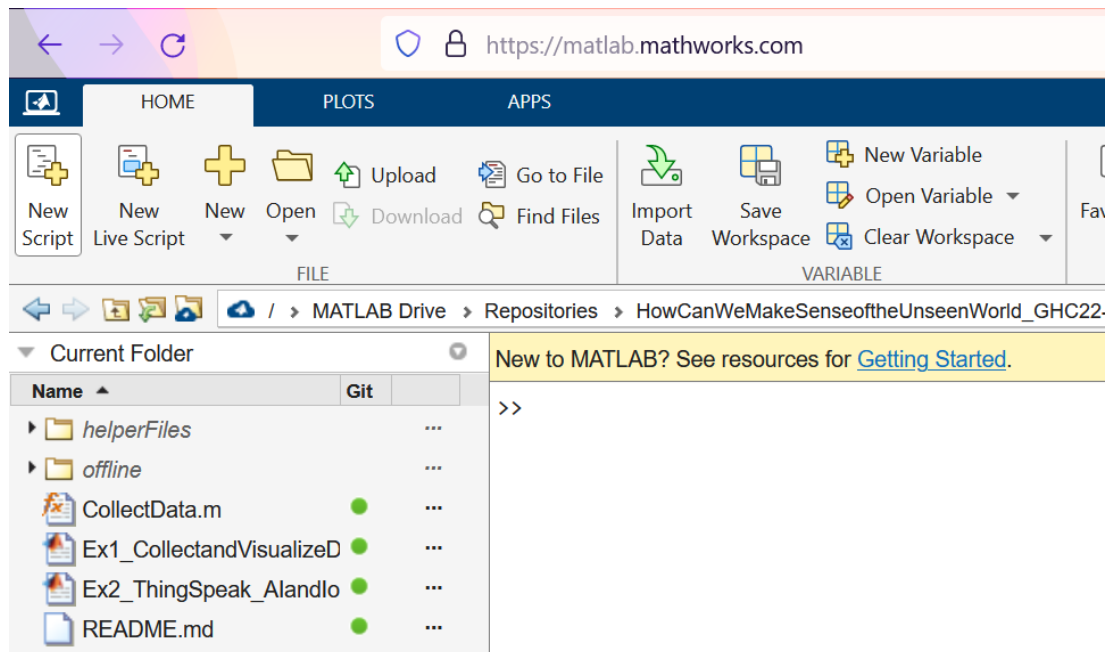 https://matlab.mathworks.com
HOME PLOTS APPS
New Script
New Live Script
New
Open
Upload
Download
Go to File
Find Files
FILE
Import Data
Save Workspace
New Variable
Open Variable
Clear Workspace
VARIABLE
Fav
/ > MATLAB Drive > Repositories > HowCanWeMakeSenseoftheUnseenWorld_GHC22-
Current Folder
New to MATLAB? See resources for Getting Started.
Name Git
>>
helperFiles ...
offline ...
CollectData.m ...
Ex1_CollectandVisualizeD ...
Ex2_ThingSpeak_AIandIo ...
README.md ...